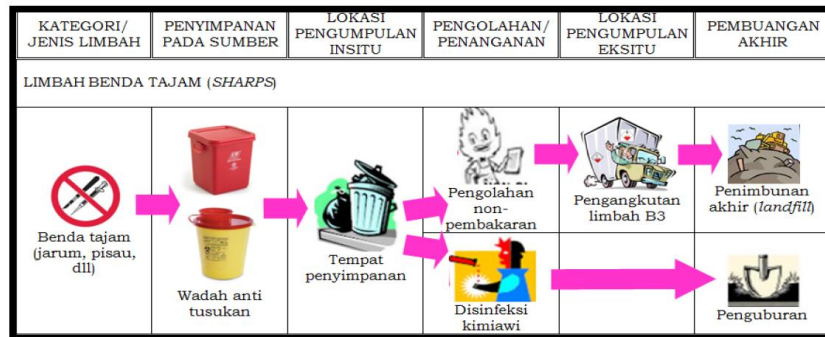 KATEGORI/
JENIS LIMBAH
PENYIMPANAN
PADA SUMBER
LOKASI
PENGUMPULAN
INSITU
PENGOLAHAN/
PENANGANAN
LOKASI
PENGUMPULAN
EKSITU
PEMBUANGAN
AKHIR
LIMBAH BENDA TAJAM (SHARPS)
Benda tajam
(jarum, pisau,
dll)
Wadah anti
tusukan
Tempat
penyimpanan
Pengolahan
non-
pembakaran
Pengangkutan
limbah B3
Penimbunan
akhir (landfill)
Disinfeksi
kimiawi
Penguburan